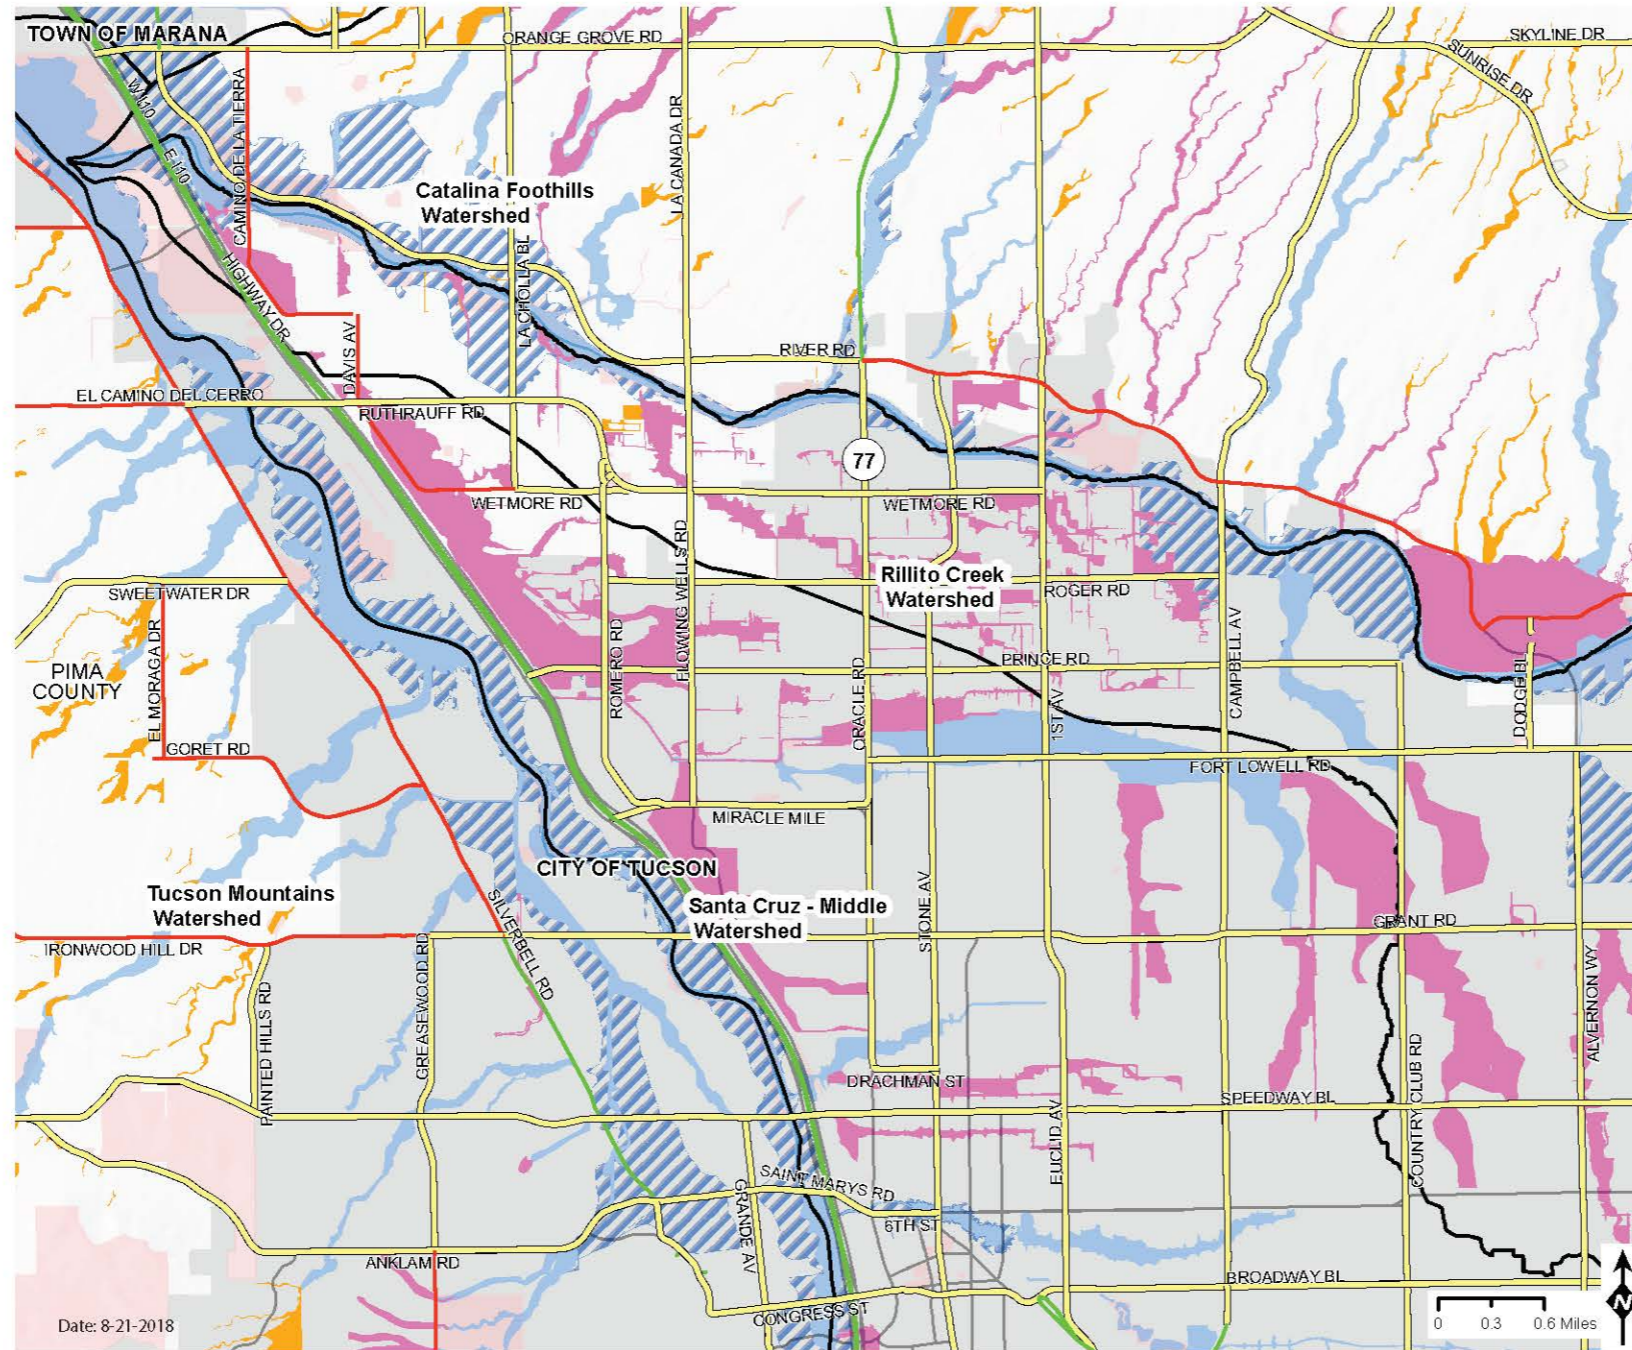 TOWN OF MARANA
ORANGE GROVE RD
SKYLINE DR
SUNRISE DR
W I10
E I10
CAMINO DE LA TIERRA
LA CANADA DR
Catalina Foothills
Watershed
LA CHOLLA BL
HIGHWAY DR
DAVIS AV
RIVER RD
EL CAMINO DEL CERRO
RUTHRAUFF RD
77
WETMORE RD
WETMORE RD
FLOWING WELLS RD
Rillito Creek
Watershed
SWEETWATER DR
ROGER RD
EL MORAGA DR
PIMA
COUNTY
ROMERO RD
PRINCE RD
ORACLE RD
1ST AV
CAMPBELL AV
DODGE BL
GORET RD
FORT LOWELL RD
MIRACLE MILE
CITY OF TUCSON
Tucson Mountains
Watershed
SILVERBELL RD
Santa Cruz - Middle
Watershed
STONE AV
GRANT RD
IRONWOOD HILL DR
PAINTED HILLS RD
GREASEWOOD RD
ALVERNON WY
DRACHMAN ST
SPEEDWAY BL
EUCLID AV
COUNTRY CLUB RD
SAINT MARYS RD
GRANDE AV
6TH ST
ANKLAM RD
BROADWAY BL
CONGRESS ST
Date: 8-21-2018
0 0.3 0.6 Miles
N